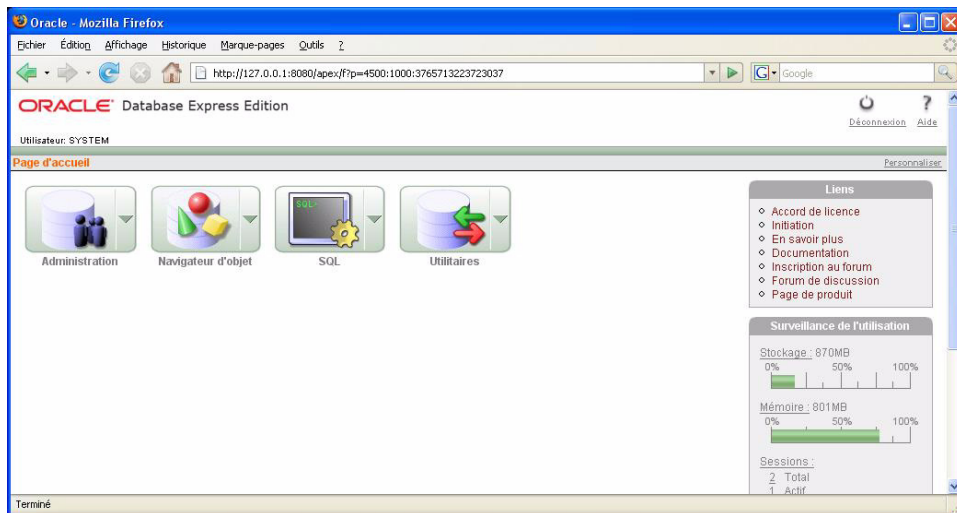 Oracle - Mozilla Firefox
Fichier Édition Affichage Historique Marque-pages Outils ?
http://127.0.0.1:8080/apex/f?p=4500:1000:3765713223723037
G Google
ORACLE Database Express Edition
Déconnexion Aide
Utilisateur: SYSTEM
Page d'accueil
Personnaliser
SQL>
Administration Navigateur d'objet SQL Utilitaires
Liens
Accord de licence
Initiation
En savoir plus
Documentation
Inscription au forum
Forum de discussion
Page de produit
Surveillance de l'utilisation
Stockage : 870MB
0% 50% 100%
Mémoire : 801MB
0% 50% 100%
Sessions :
2 Total
1 Actif
Terminé